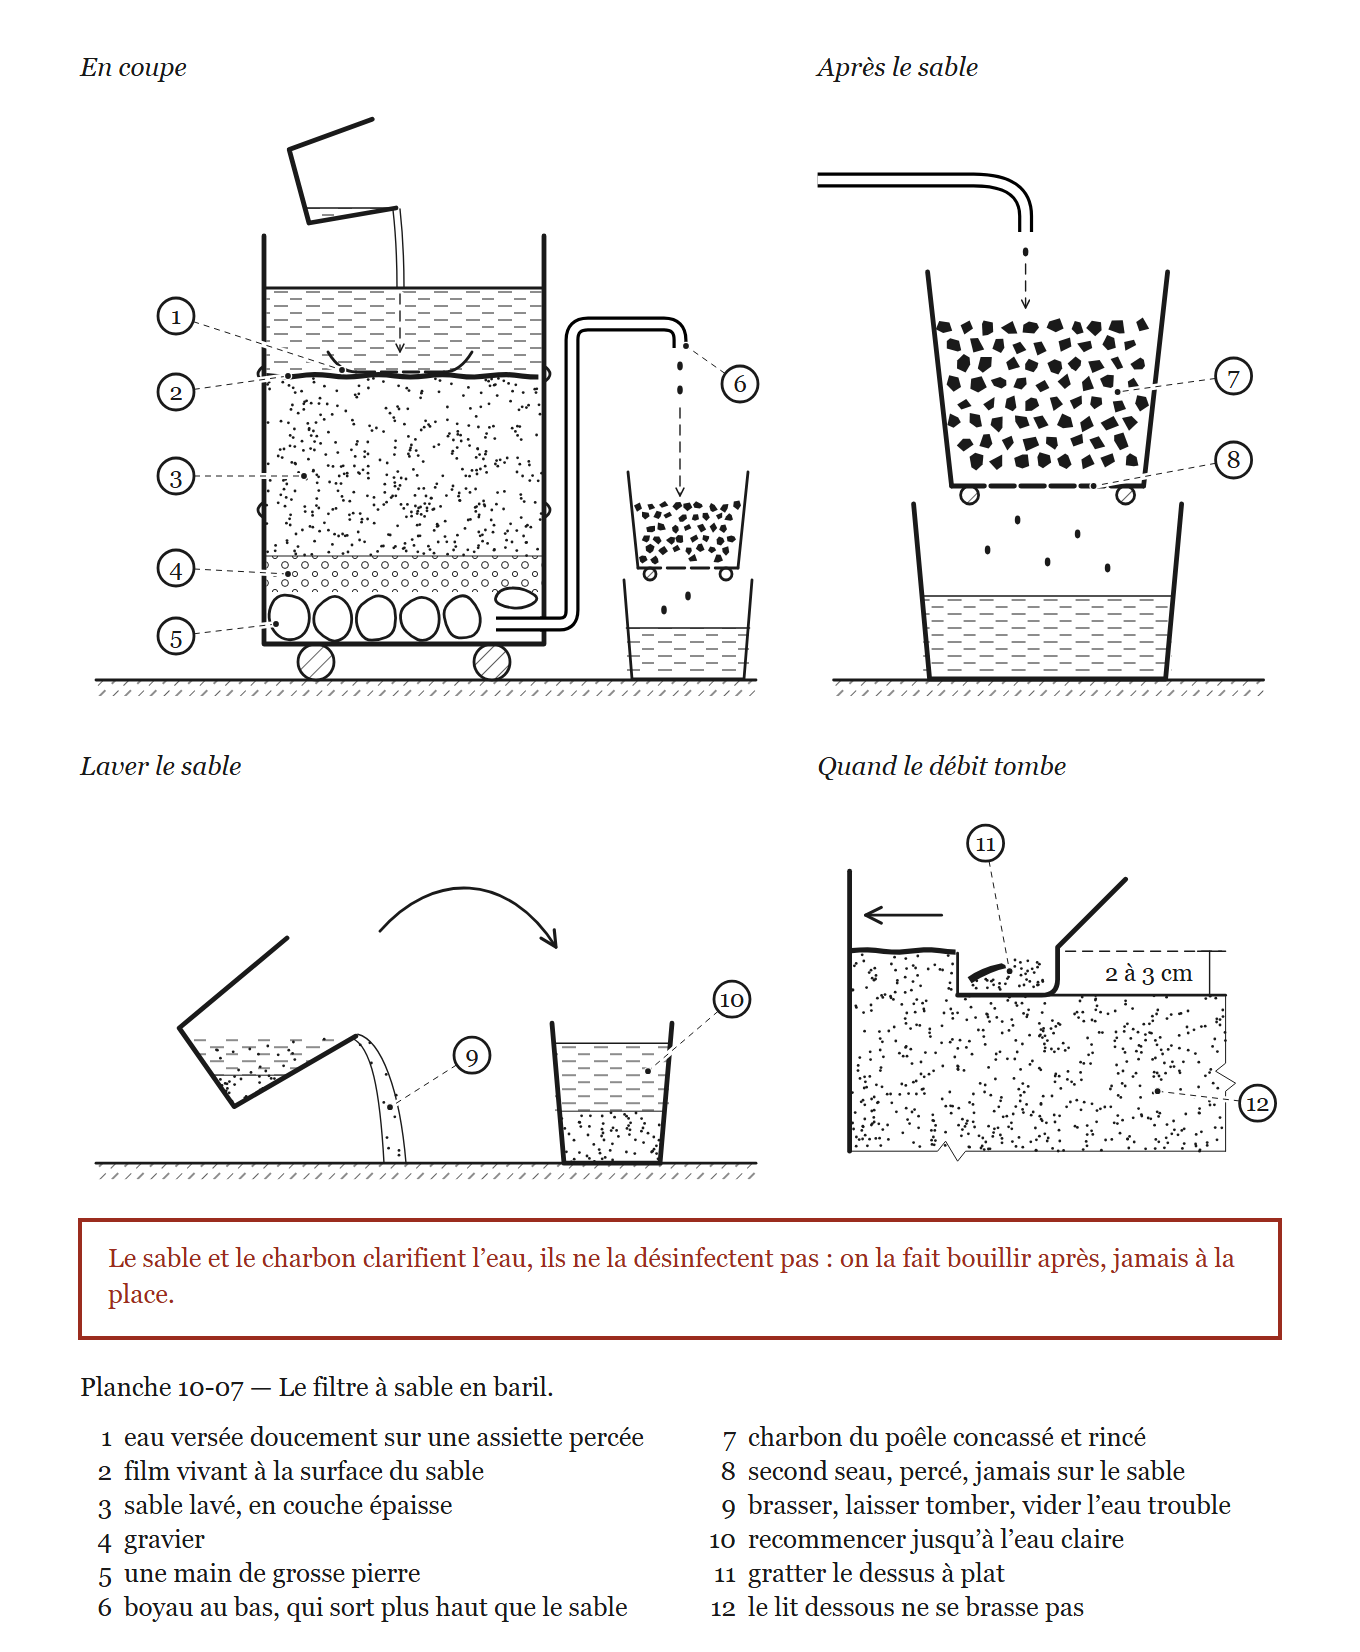 En coupe
Après le sable
1
2
3
4
5
6
7
8
Laver le sable
Quand le débit tombe
9
10
11
2 à 3 cm
12
Le sable et le charbon clarifient l’eau, ils ne la désinfectent pas : on la fait bouillir après, jamais à la
place.
Planche 10-07 — Le filtre à sable en baril.
1 eau versée doucement sur une assiette percée
2 film vivant à la surface du sable
3 sable lavé, en couche épaisse
4 gravier
5 une main de grosse pierre
6 boyau au bas, qui sort plus haut que le sable
7 charbon du poêle concassé et rincé
8 second seau, percé, jamais sur le sable
9 brasser, laisser tomber, vider l’eau trouble
10 recommencer jusqu’à l’eau claire
11 gratter le dessus à plat
12 le lit dessous ne se brasse pas